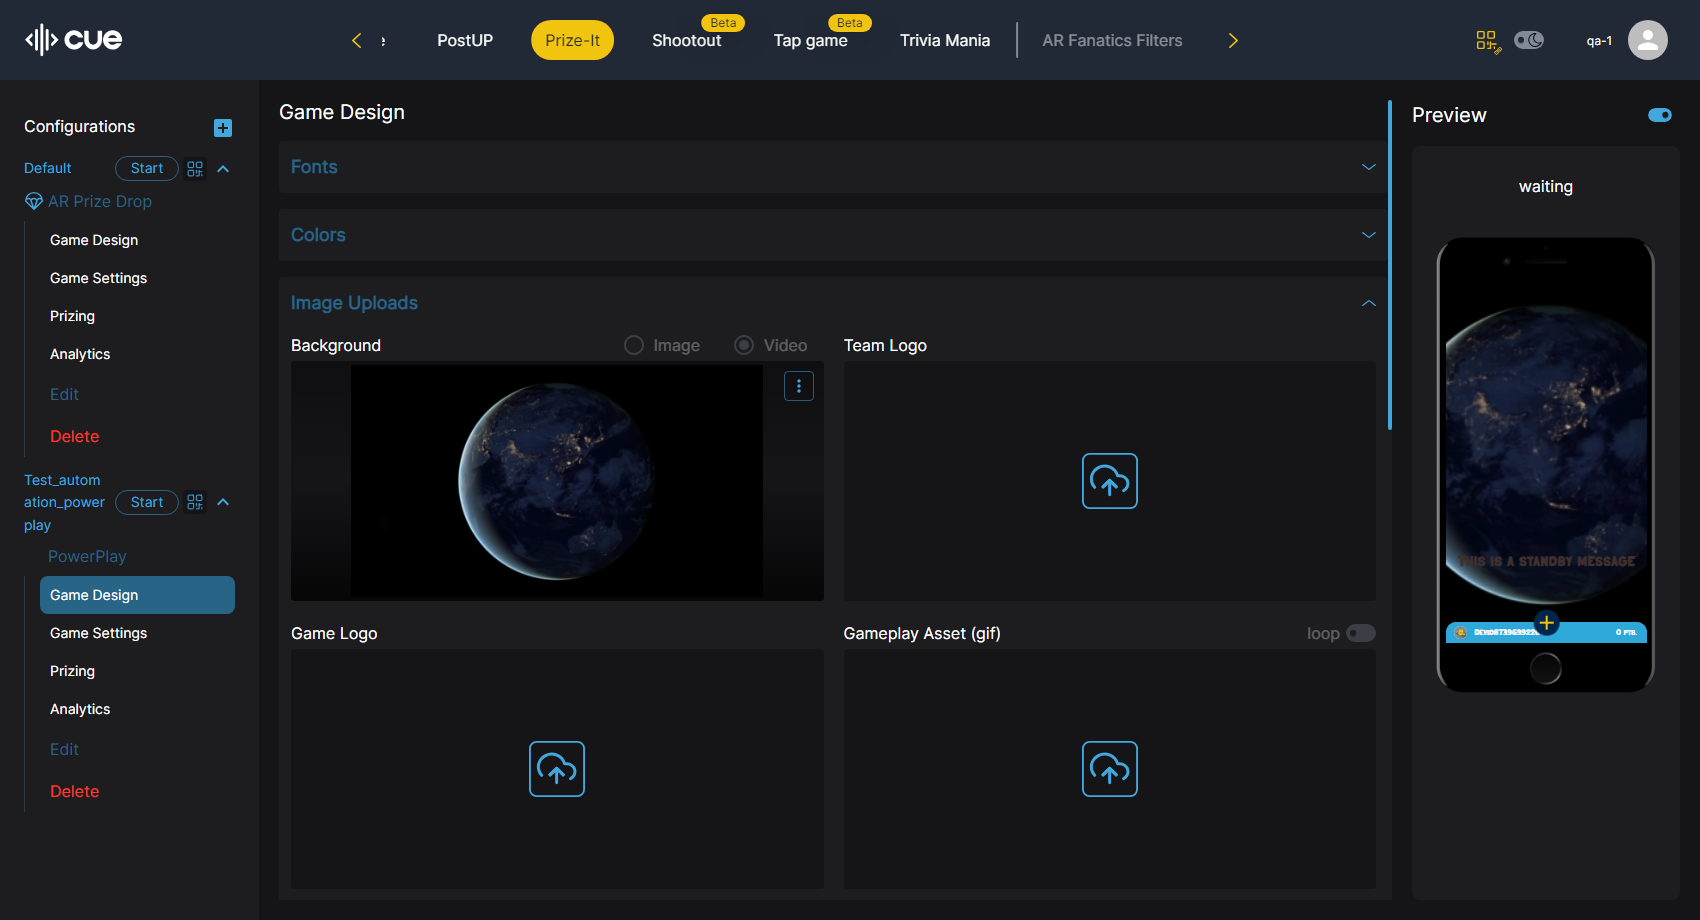 cue
PostUP
Prize-It
Beta
Shootout
Beta
Tap game
Trivia Mania
AR Fanatics Filters
qa-1
Configurations
Default
Start
AR Prize Drop
Game Design
Game Settings
Prizing
Analytics
Edit
Delete
Test_autom
ation_power
play
Start
PowerPlay
Game Design
Game Settings
Prizing
Analytics
Edit
Delete
Game Design
Fonts
Colors
Image Uploads
Background
Image
Video
Team Logo
Game Logo
Gameplay Asset (gif)
loop
Preview
waiting
THIS IS A STANDBY MESSAGE
0 PTS.